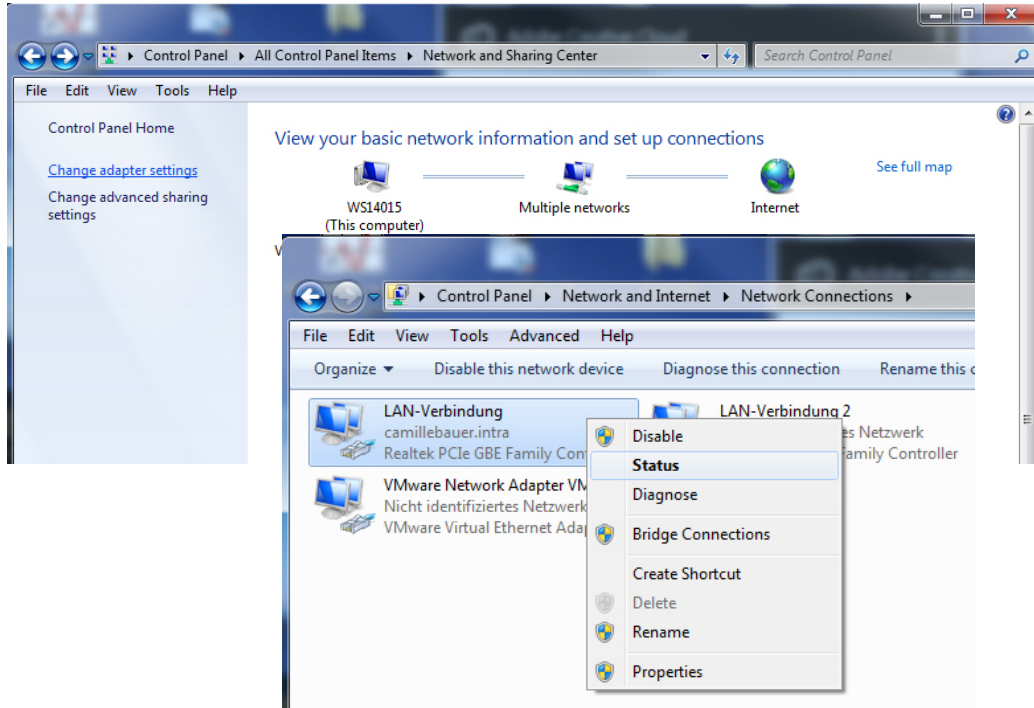 Control Panel ▸ All Control Panel Items ▸ Network and Sharing Center
Search Control Panel
File Edit View Tools Help
Control Panel Home
Change adapter settings
Change advanced sharing
settings
View your basic network information and set up connections
See full map
WS14015
(This computer)
Multiple networks
Internet
Control Panel ▸ Network and Internet ▸ Network Connections ▸
File Edit View Tools Advanced Help
Organize Disable this network device Diagnose this connection Rename this
LAN-Verbindung
camillebauer.intra
Realtek PCIe GBE Family
LAN-Verbindung 2
Netzwerk
Family Controller
VMware Network Adapter
Nicht identifiziertes Netzwerk
VMware Virtual Ethernet
Disable
Status
Diagnose
Bridge Connections
Create Shortcut
Delete
Rename
Properties